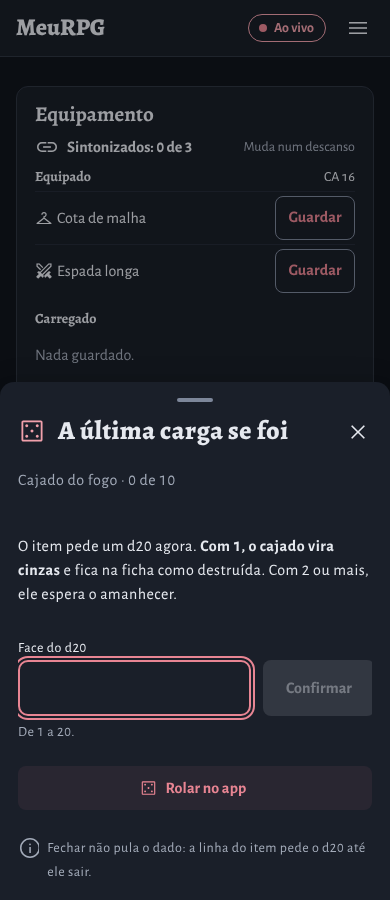 MeuRPG
Ao vivo
Equipamento
Sintonizados: 0 de 3
Muda num descanso
Equipado
CA 16
Cota de malha
Guardar
Espada longa
Guardar
Carregado
Nada guardado.
A última carga se foi
Cajado do fogo · 0 de 10
O item pede um d20 agora. Com 1, o cajado vira
cinzas e fica na ficha como destruída. Com 2 ou mais,
ele espera o amanhecer.
Face do d20
Confirmar
De 1 a 20.
Rolar no app
Fechar não pula o dado: a linha do item pede o d20 até
ele sair.